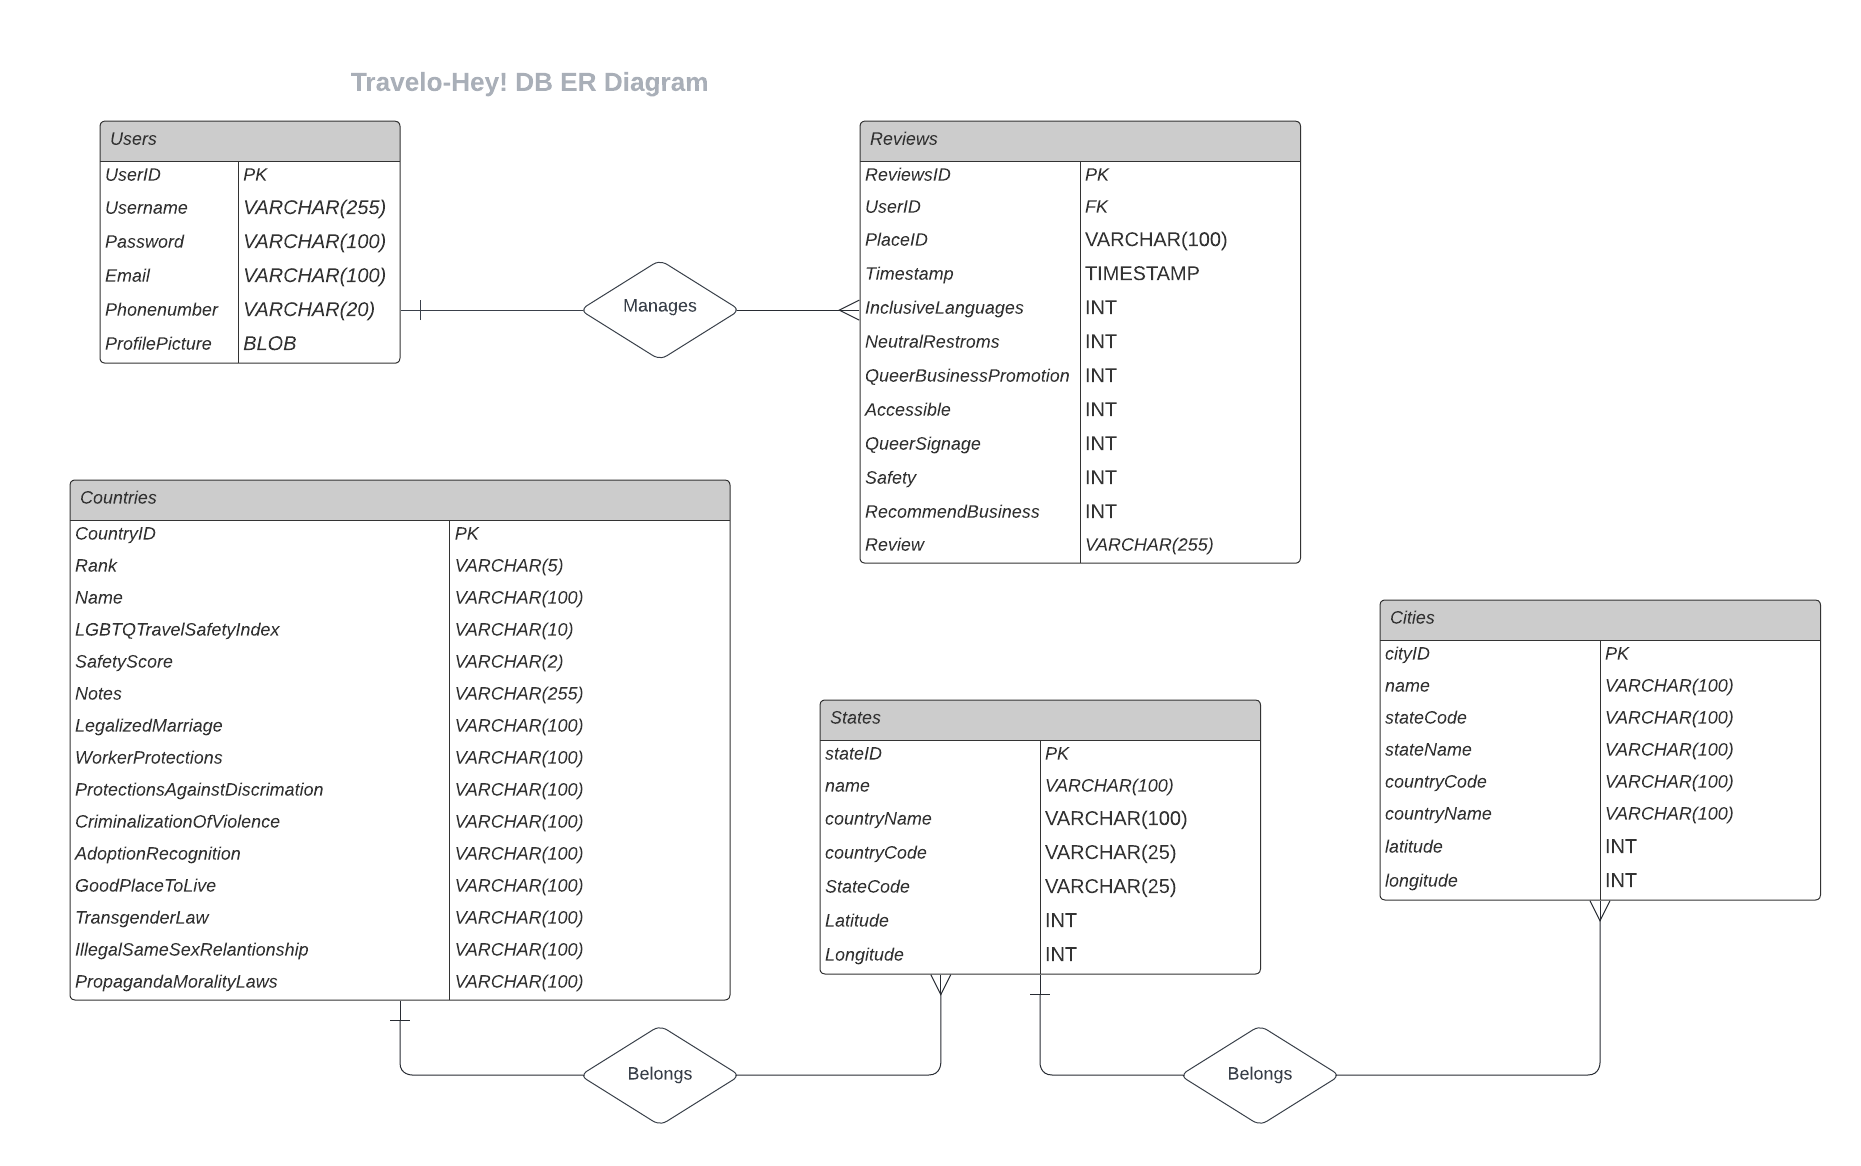 Travelo-Hey! DB ER Diagram
Users
UserID PK
Username VARCHAR(255)
Password VARCHAR(100)
Email VARCHAR(100)
Phonenumber VARCHAR(20)
ProfilePicture BLOB
Manages
Reviews
ReviewsID PK
UserID FK
PlaceID VARCHAR(100)
Timestamp TIMESTAMP
InclusiveLanguages INT
NeutralRestroms INT
QueerBusinessPromotion INT
Accessible INT
QueerSignage INT
Safety INT
RecommendBusiness INT
Review VARCHAR(255)
Countries
CountryID PK
Rank VARCHAR(5)
Name VARCHAR(100)
LGBTQTravelSafetyIndex VARCHAR(10)
SafetyScore VARCHAR(2)
Notes VARCHAR(255)
LegalizedMarriage VARCHAR(100)
WorkerProtections VARCHAR(100)
ProtectionsAgainstDiscrimation VARCHAR(100)
CriminalizationOfViolence VARCHAR(100)
AdoptionRecognition VARCHAR(100)
GoodPlaceToLive VARCHAR(100)
TransgenderLaw VARCHAR(100)
IllegalSameSexRelantionship VARCHAR(100)
PropagandaMoralityLaws VARCHAR(100)
States
stateID PK
name VARCHAR(100)
countryName VARCHAR(100)
countryCode VARCHAR(25)
StateCode VARCHAR(25)
Latitude INT
Longitude INT
Cities
cityID PK
name VARCHAR(100)
stateCode VARCHAR(100)
stateName VARCHAR(100)
countryCode VARCHAR(100)
countryName VARCHAR(100)
latitude INT
longitude INT
Belongs
Belongs